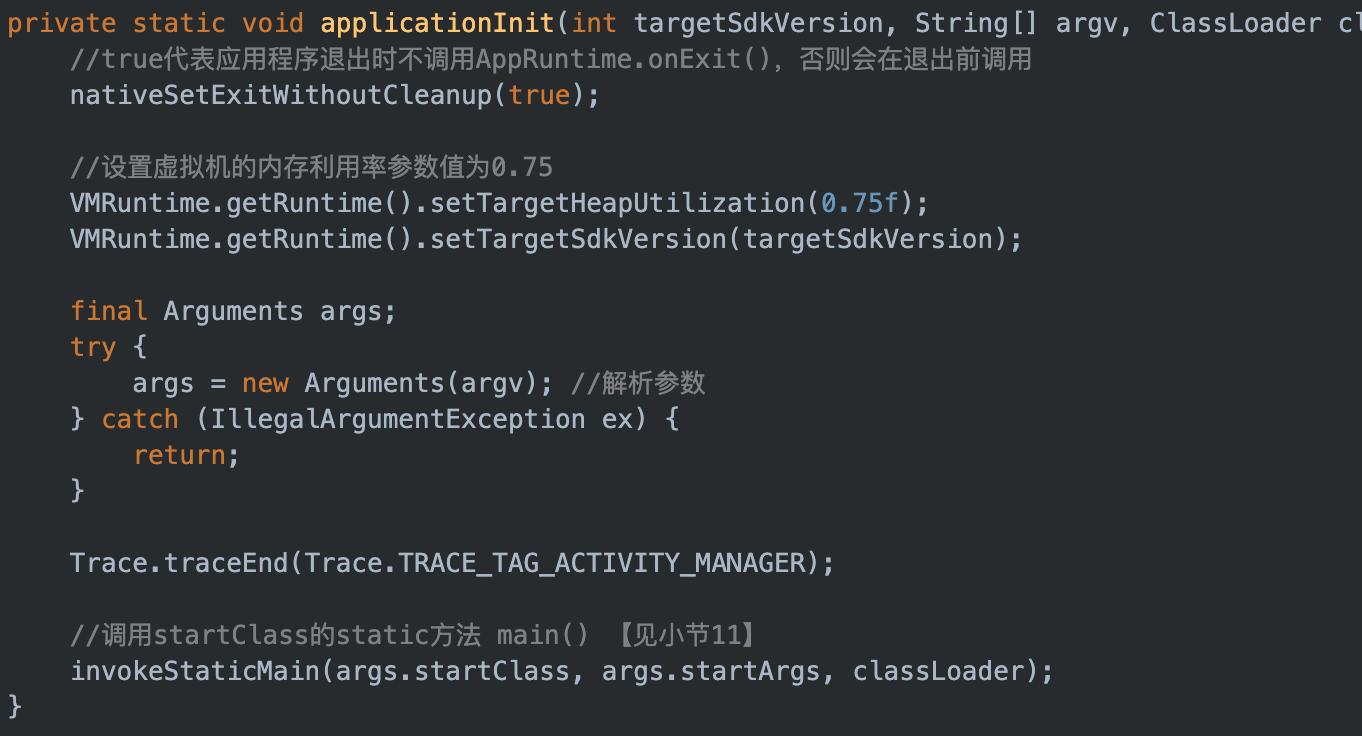 private static void applicationInit(int targetSdkVersion, String[] argv, ClassLoader cl
    //true代表应用程序退出时不调用AppRuntime.onExit()，否则会在退出前调用
    nativeSetExitWithoutCleanup(true);

    //设置虚拟机的内存利用率参数值为0.75
    VMRuntime.getRuntime().setTargetHeapUtilization(0.75f);
    VMRuntime.getRuntime().setTargetSdkVersion(targetSdkVersion);

    final Arguments args;
    try {
        args = new Arguments(argv); //解析参数
    } catch (IllegalArgumentException ex) {
        return;
    }

    Trace.traceEnd(Trace.TRACE_TAG_ACTIVITY_MANAGER);

    //调用startClass的static方法 main() 【见小节11】
    invokeStaticMain(args.startClass, args.startArgs, classLoader);
}